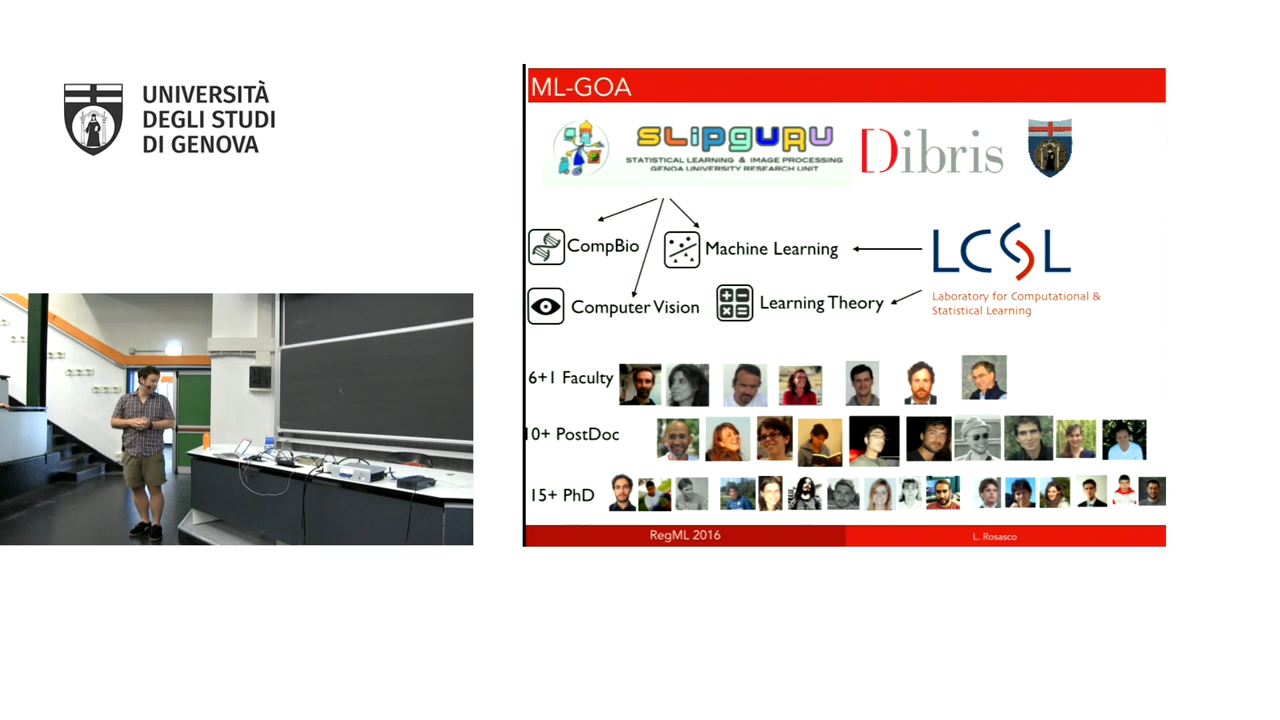 UNIVERSITÀ
DEGLI STUDI
DI GENOVA
ML-GOA
SLIPGURU
STATISTICAL LEARNING & IMAGE PROCESSING
GENOA UNIVERSITY RESEARCH UNIT
Dibris
CompBio
Machine Learning
LCSL
Computer Vision
Learning Theory
Laboratory for Computational &
Statistical Learning
6+1 Faculty
10+ PostDoc
15+ PhD
RegML 2016
L. Rosasco